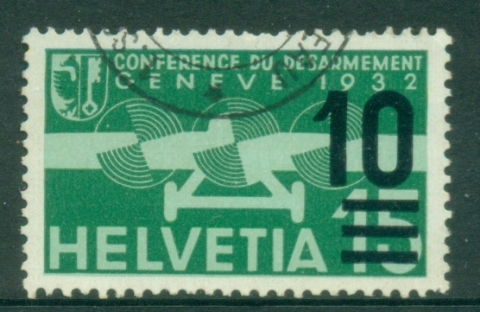 CONFERENCE DU DESARMEMENT
GENEVE 1932
10
HELVETIA 15